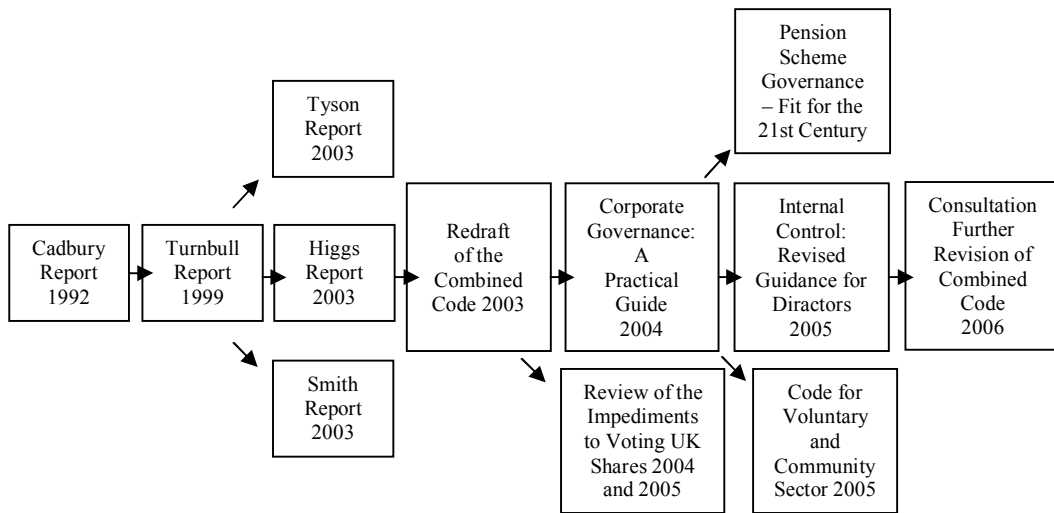 Pension
Scheme
Governance
– Fit for the
21st Century
Tyson
Report
2003
Cadbury
Report
1992
Turnbull
Report
1999
Higgs
Report
2003
Redraft
of the
Combined
Code 2003
Corporate
Governance:
A
Practical
Guide
2004
Internal
Control:
Revised
Guidance for
Diractors
2005
Consultation
Further
Revision of
Combined
Code
2006
Smith
Report
2003
Review of the
Impediments
to Voting UK
Shares 2004
and 2005
Code for
Voluntary
and
Community
Sector 2005